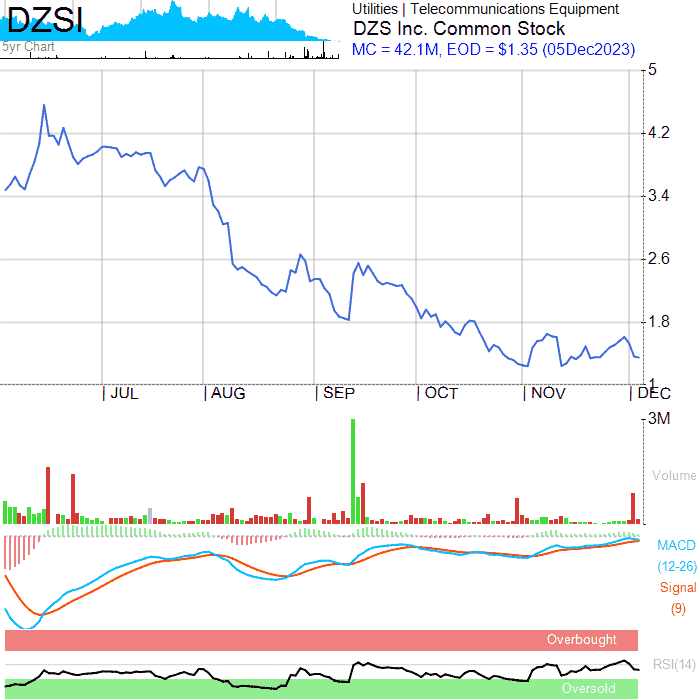 DZSI
5yr Chart
Utilities | Telecommunications Equipment
DZS Inc. Common Stock
MC = 42.1M, EOD = $1.35 (05Dec2023)
5
4.2
3.4
2.6
1.8
1
| JUL | AUG | SEP | OCT | NOV | DEC
3M
Volume
MACD
(12-26)
Signal
(9)
Overbought
RSI(14)
Oversold